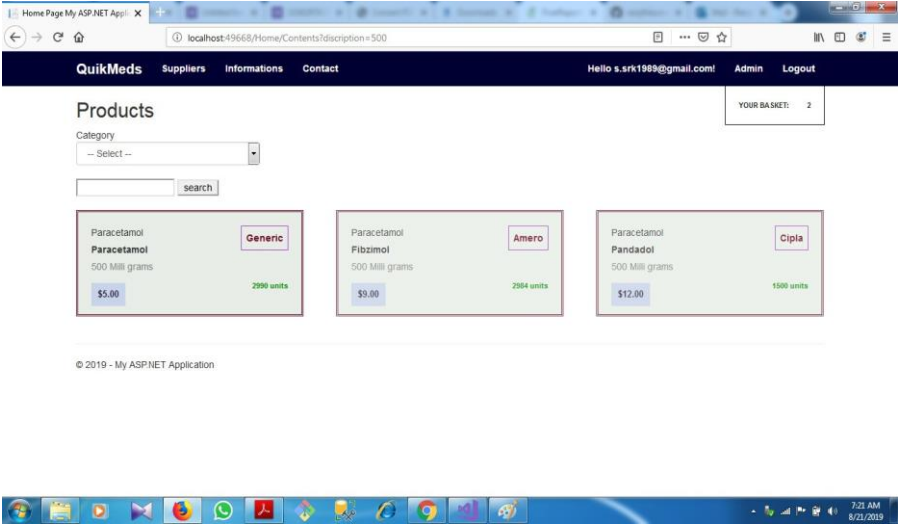 Home Page My ASP.NET Appli
localhost:49668/Home/Contents?discription=500
QuikMeds Suppliers Informations Contact Hello s.srk1989@gmail.com! Admin Logout
YOUR BASKET: 2
Products
Category
-- Select --
search
Paracetamol
Generic
Paracetamol
500 Milli grams
2990 units
$5.00
Paracetamol
Amero
Fibzimol
500 Milli grams
2984 units
$9.00
Paracetamol
Cipla
Pandadol
500 Milli grams
1500 units
$12.00
© 2019 - My ASP.NET Application
7:21 AM
8/21/2019